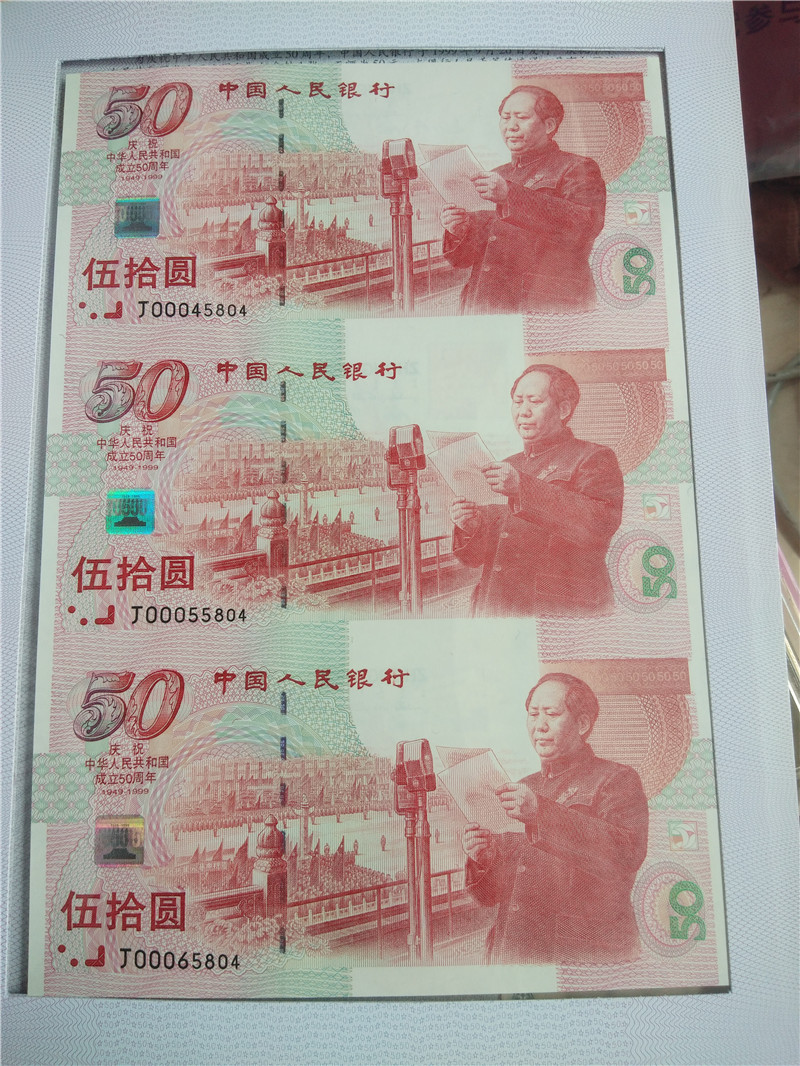 50
中国人民银行
庆祝
中华人民共和国
成立50周年
1949-1999
伍拾圆
J00045804
50
50
中国人民银行
庆祝
中华人民共和国
成立50周年
1949-1999
伍拾圆
J00055804
50
50
中国人民银行
庆祝
中华人民共和国
成立50周年
1949-1999
伍拾圆
J00065804
50